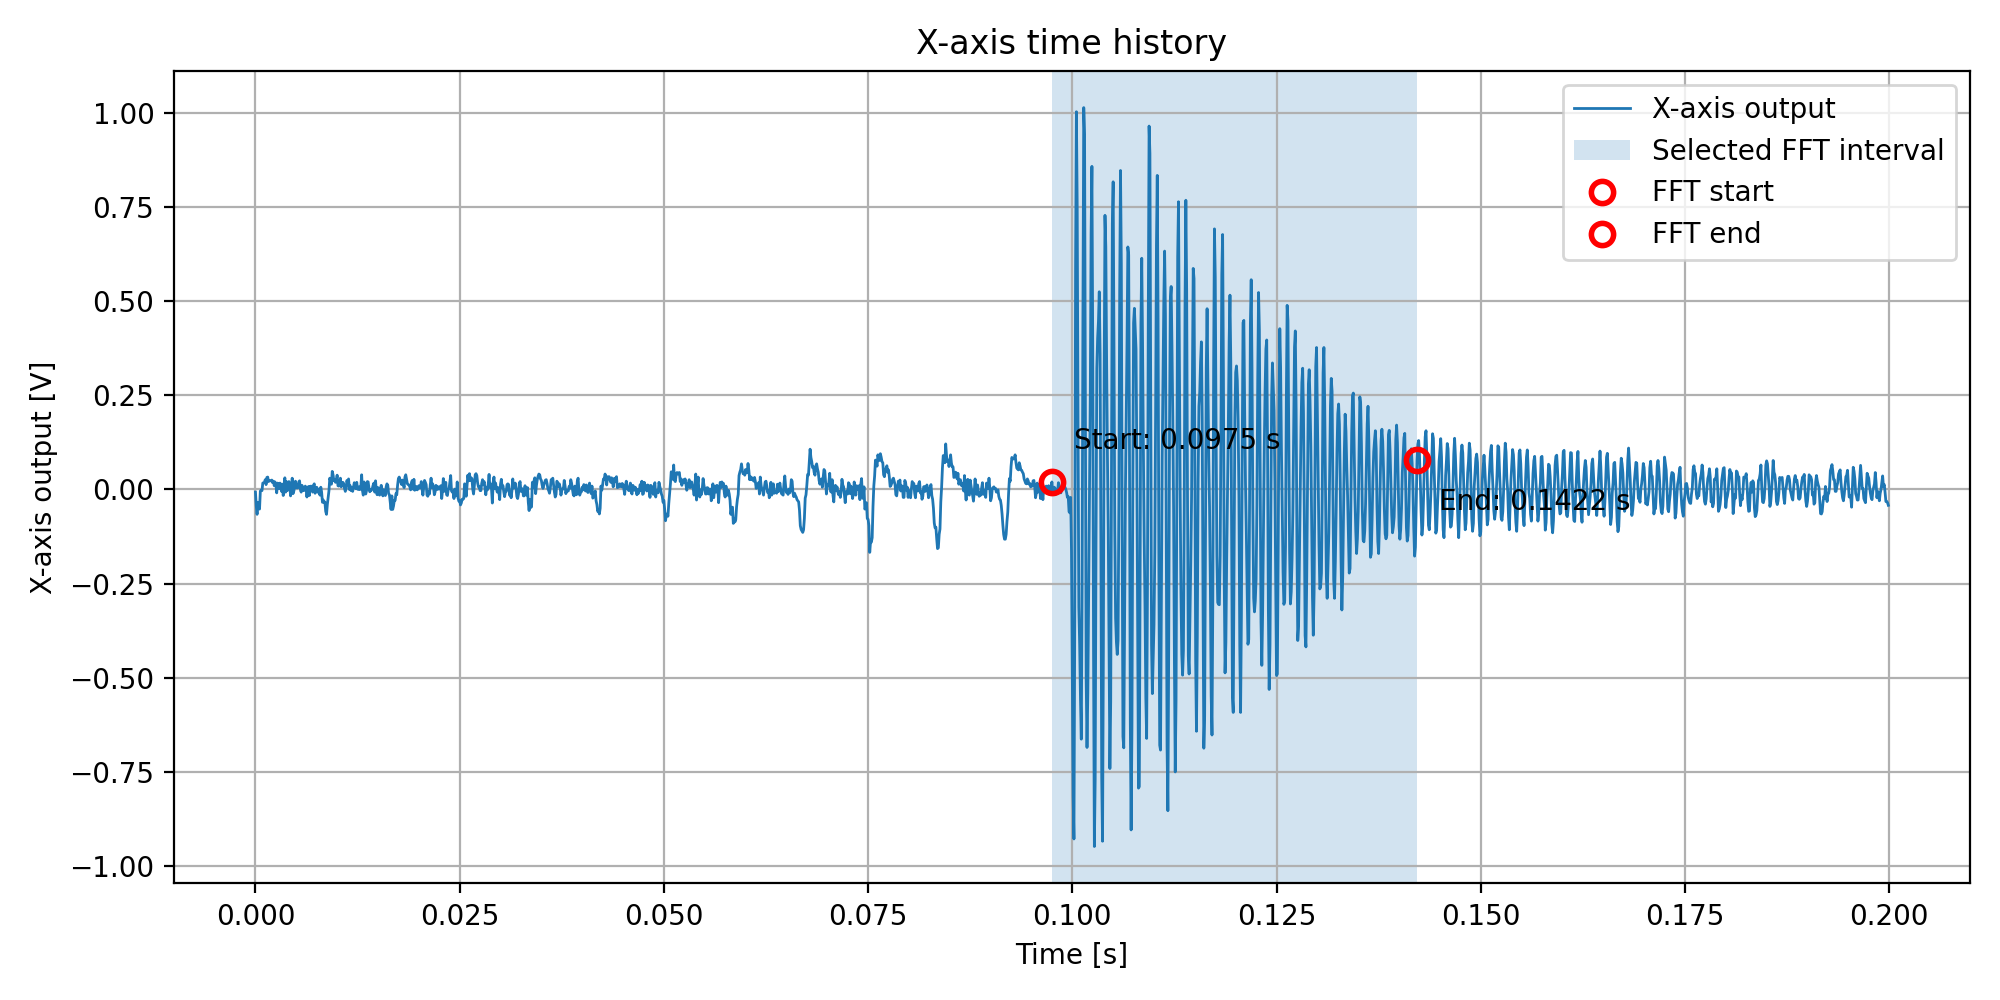 X-axis time history
X-axis output [V]
1.00
0.75
0.50
0.25
0.00
−0.25
−0.50
−0.75
−1.00
X-axis output
Selected FFT interval
FFT start
FFT end
Start: 0.0975 s
End: 0.1422 s
0.000 0.025 0.050 0.075 0.100 0.125 0.150 0.175 0.200
Time [s]